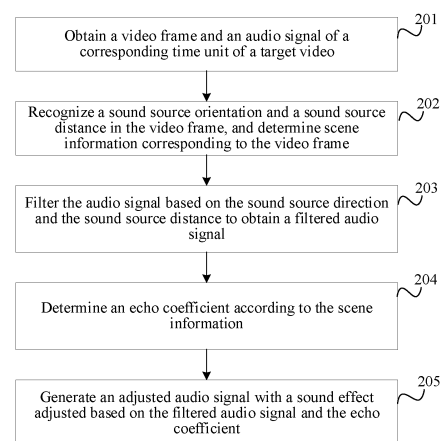 201
Obtain a video frame and an audio signal of a
corresponding time unit of a target video
202
Recognize a sound source orientation and a sound source
distance in the video frame, and determine scene
information corresponding to the video frame
203
Filter the audio signal based on the sound source direction
and the sound source distance to obtain a filtered audio
signal
204
Determine an echo coefficient according to the scene
information
205
Generate an adjusted audio signal with a sound effect
adjusted based on the filtered audio signal and the echo
coefficient